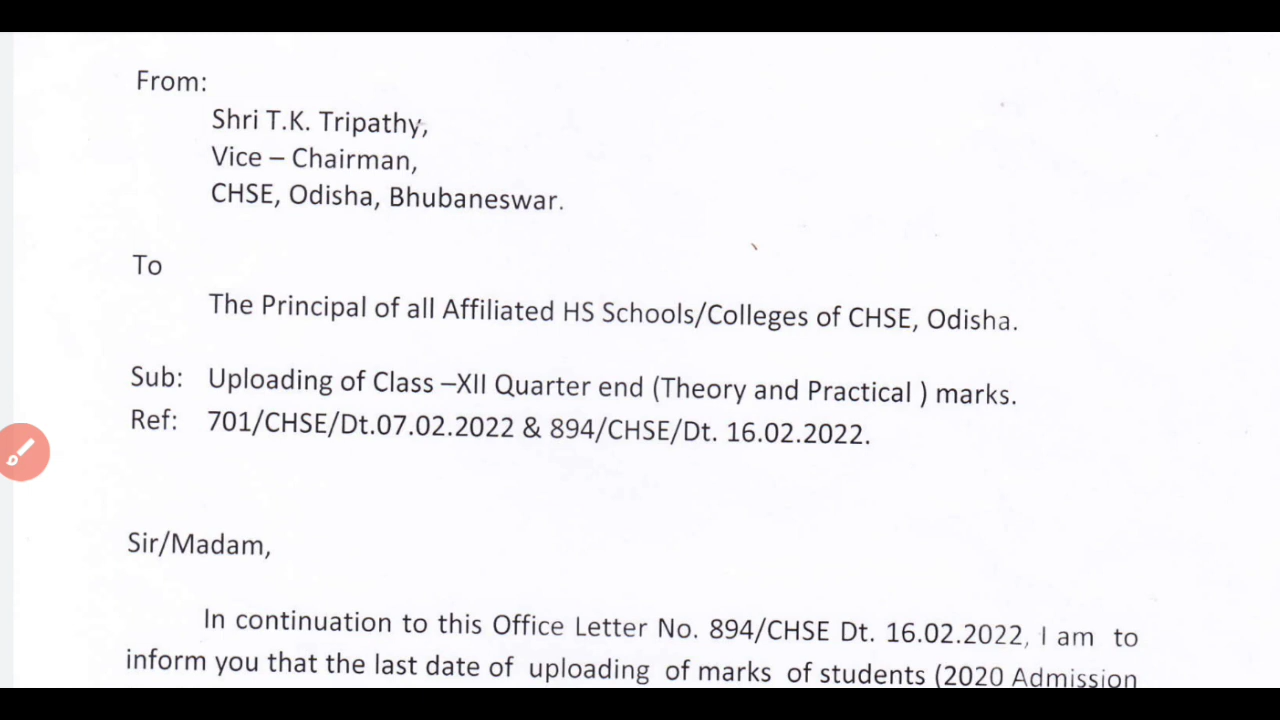 From:
Shri T.K. Tripathy,
Vice – Chairman,
CHSE, Odisha, Bhubaneswar.
To
The Principal of all Affiliated HS Schools/Colleges of CHSE, Odisha.
Sub: Uploading of Class –XII Quarter end (Theory and Practical ) marks.
Ref: 701/CHSE/Dt.07.02.2022 & 894/CHSE/Dt. 16.02.2022.
Sir/Madam,
In continuation to this Office Letter No. 894/CHSE Dt. 16.02.2022, I am to
inform you that the last date of uploading of marks of students (2020 Admission